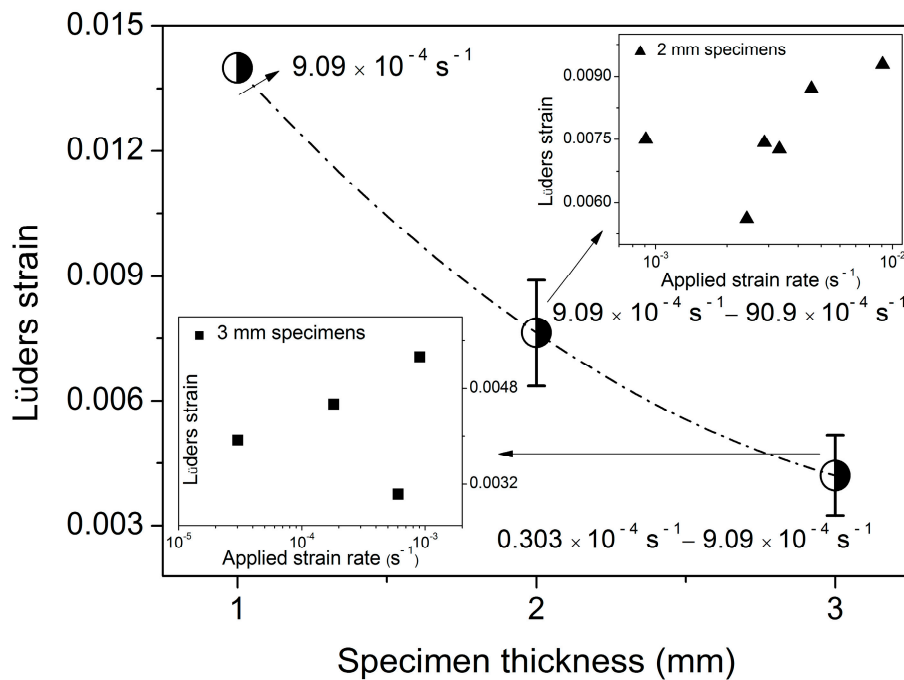 0.015
0.012
0.009
0.006
0.003
Lüders strain
1
2
3
Specimen thickness (mm)
9.09 × 10⁻⁴ s⁻¹
9.09 × 10⁻⁴ s⁻¹ – 90.9 × 10⁻⁴ s⁻¹
0.303 × 10⁻⁴ s⁻¹ – 9.09 × 10⁻⁴ s⁻¹
2 mm specimens
0.0090
0.0075
0.0060
Lüders strain
10⁻³
10⁻²
Applied strain rate (s⁻¹)
3 mm specimens
Lüders strain
0.0048
0.0032
10⁻⁵
10⁻⁴
10⁻³
Applied strain rate (s⁻¹)